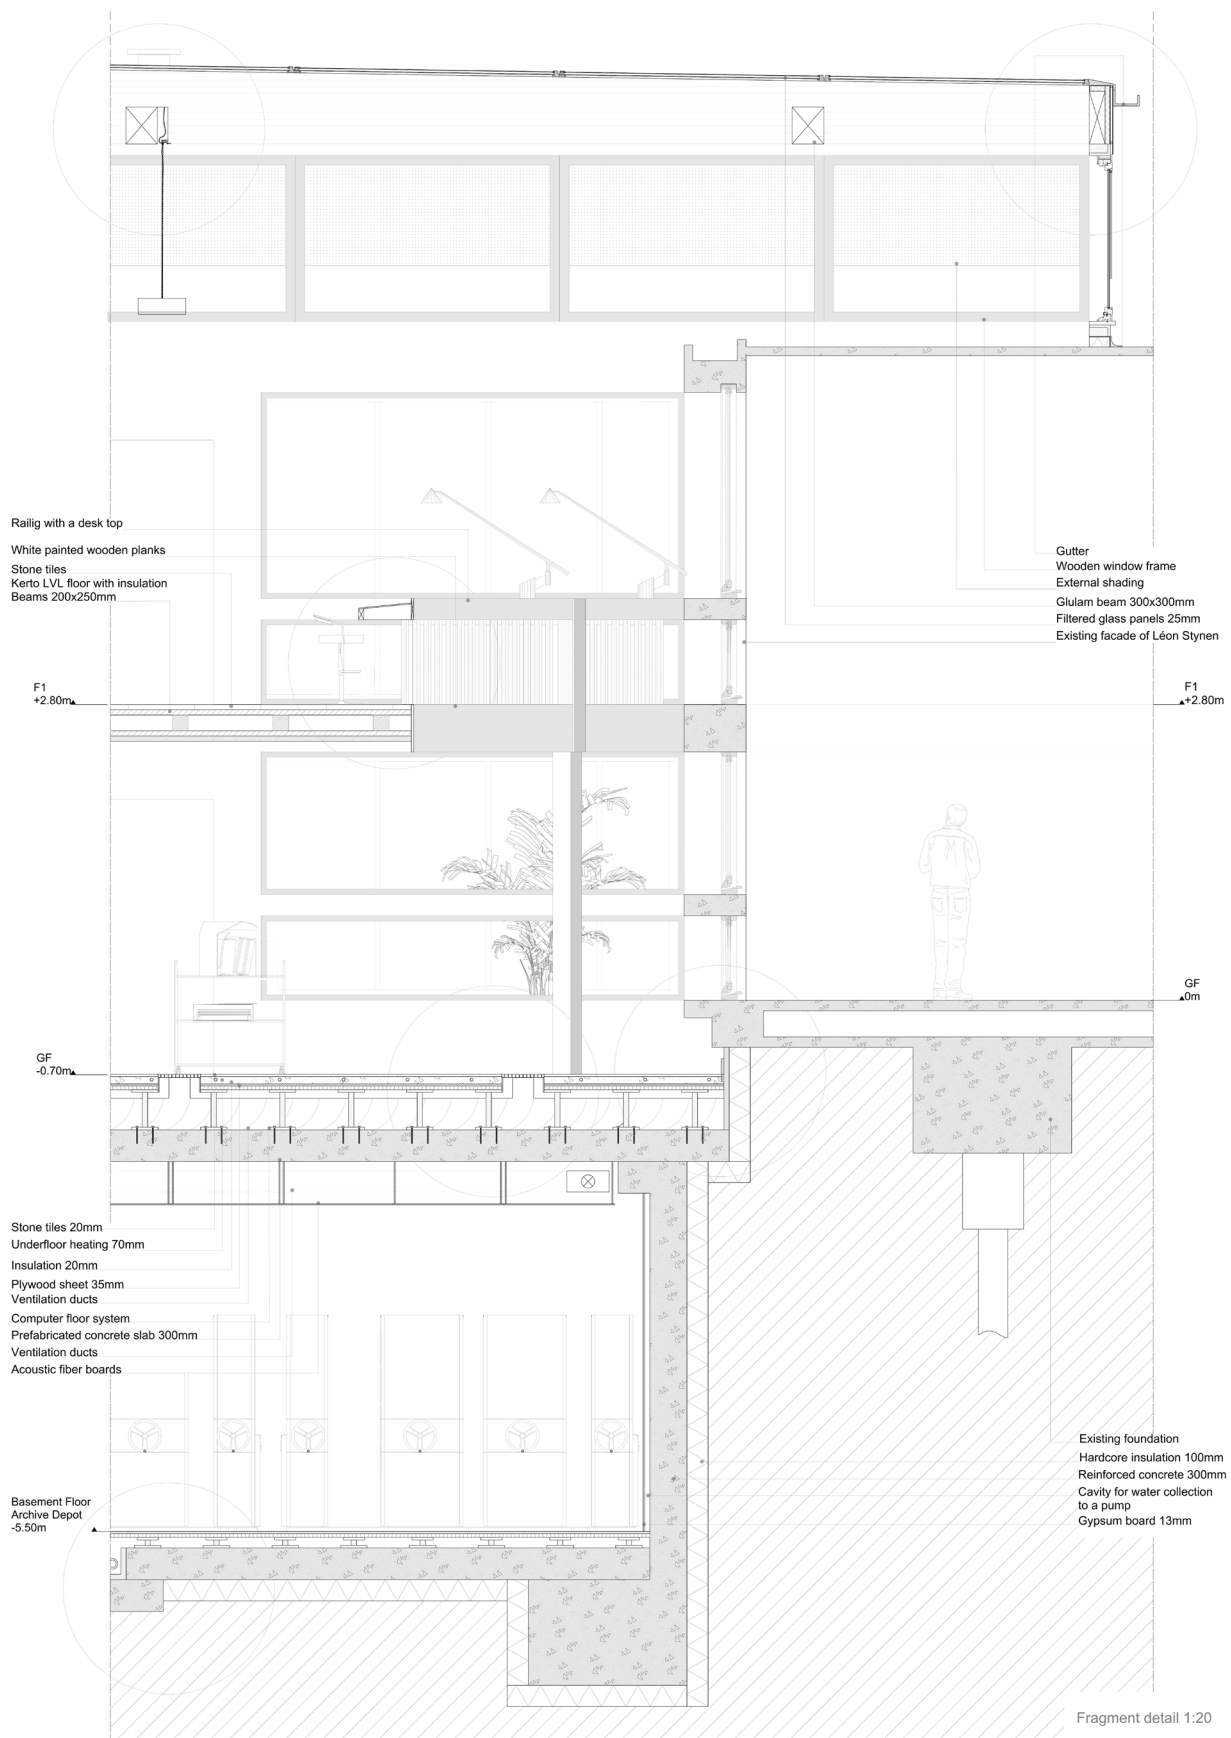 Railig with a desk top
White painted wooden planks
Stone tiles
Kerto LVL floor with insulation
Beams 200x250mm
Gutter
Wooden window frame
External shading
Glulam beam 300x300mm
Filtered glass panels 25mm
Existing facade of Léon Stynen
F1
+2.80m
F1
+2.80m
GF
0m
GF
-0.70m
Stone tiles 20mm
Underfloor heating 70mm
Insulation 20mm
Plywood sheet 35mm
Ventilation ducts
Computer floor system
Prefabricated concrete slab 300mm
Ventilation ducts
Acoustic fiber boards
Existing foundation
Hardcore insulation 100mm
Reinforced concrete 300mm
Cavity for water collection
to a pump
Gypsum board 13mm
Basement Floor
Archive Depot
-5.50m
Fragment detail 1:20